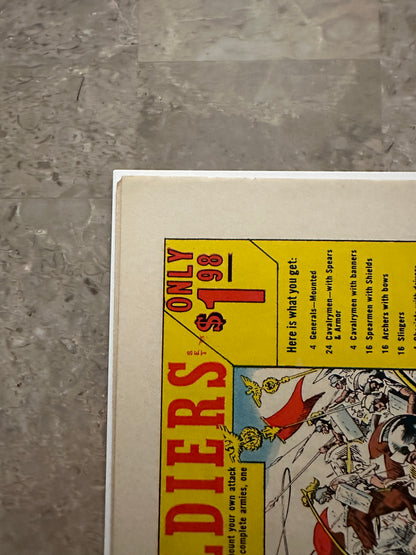 ONLY
$1.98
LDIERS
Here is what you get:
4 Generals—Mounted
24 Cavalrymen—with Spears
& Armor
4 Cavalrymen with banners
16 Spearmen with Shields
16 Archers with bows
16 Slingers
mount your own attack
complete armies, one